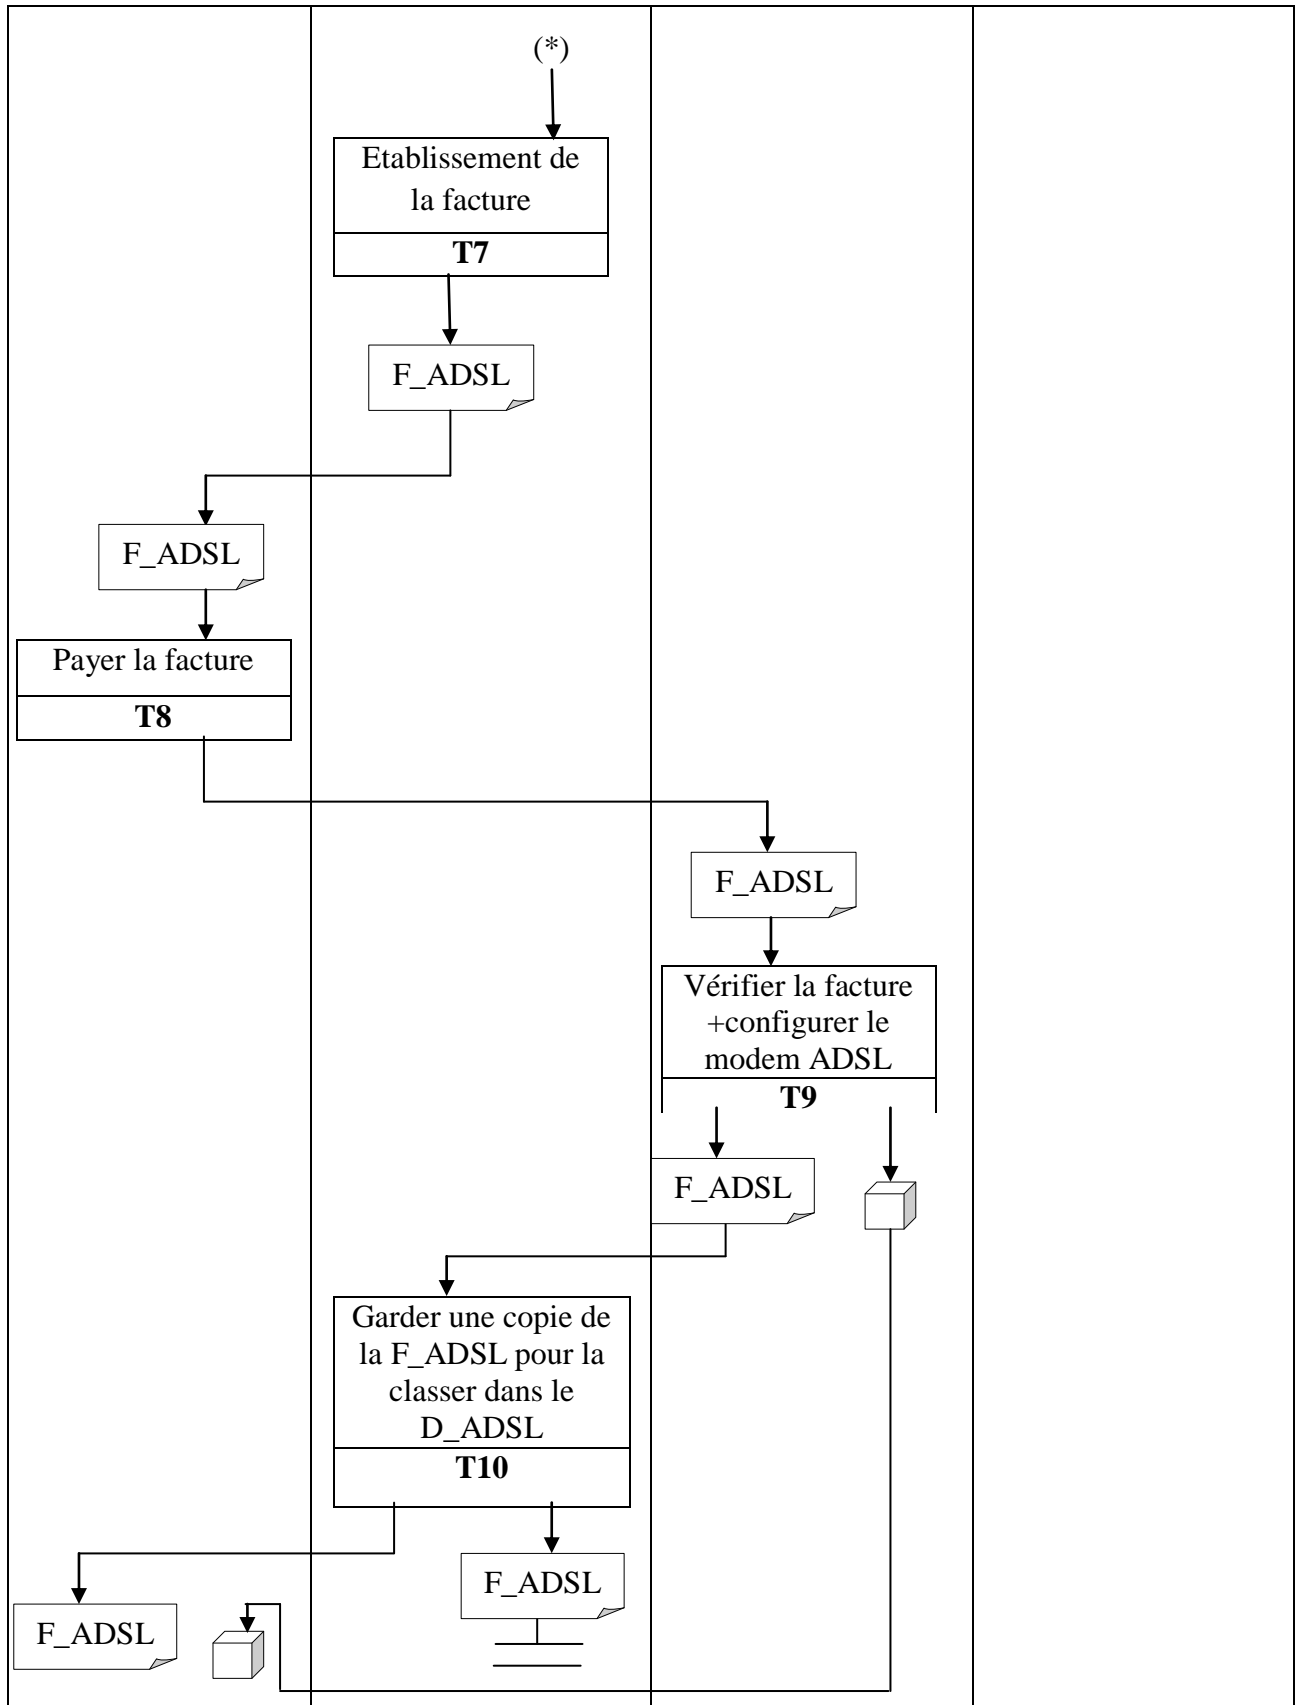 (*)
Etablissement de
la facture
T7
F_ADSL
F_ADSL
Payer la facture
T8
F_ADSL
Vérifier la facture
+configurer le
modem ADSL
T9
F_ADSL
Garder une copie de
la F_ADSL pour la
classer dans le
D_ADSL
T10
F_ADSL
F_ADSL